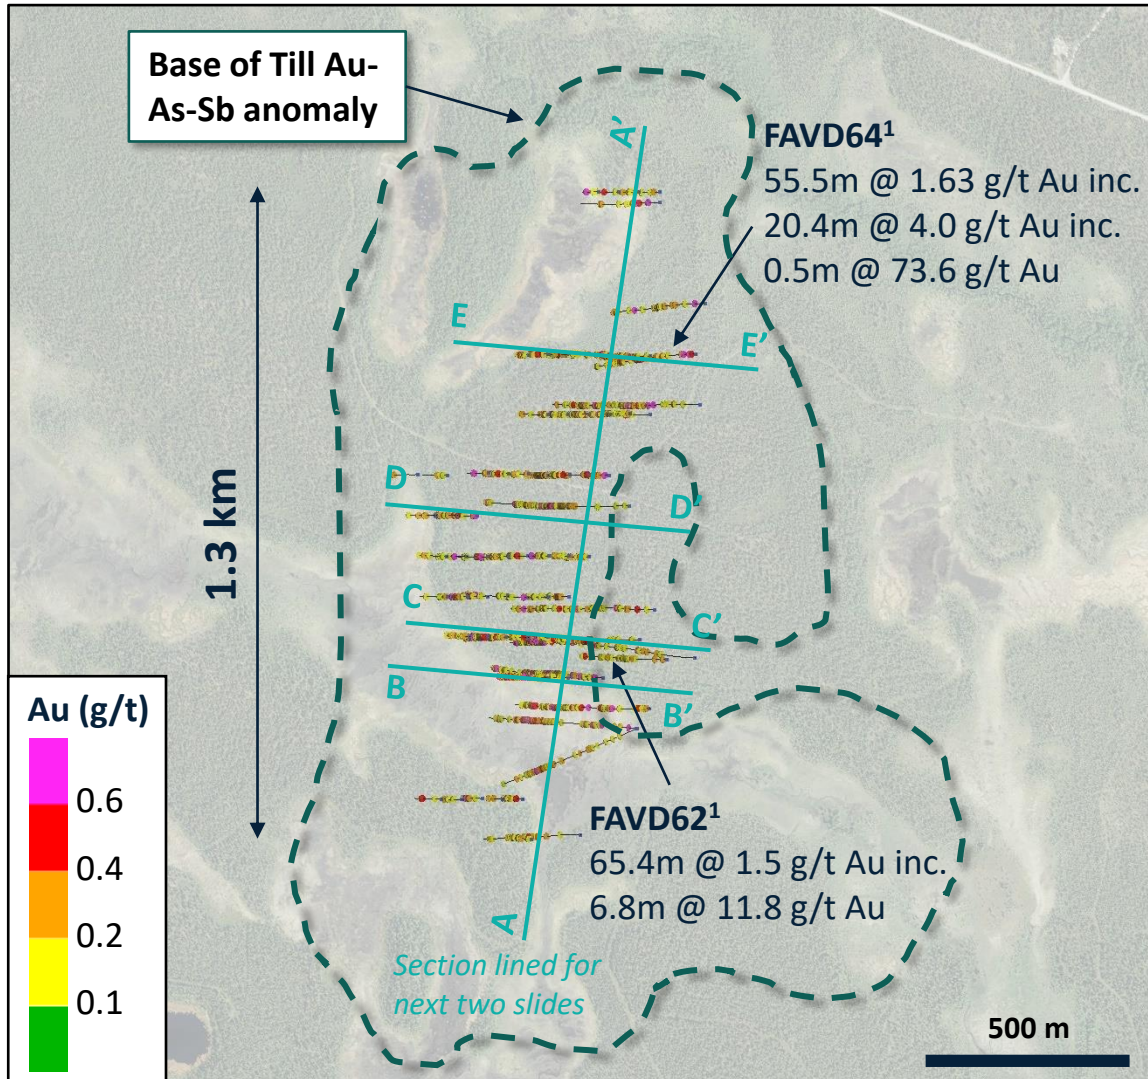 Base of Till Au-
As-Sb anomaly
A'
FAVD64¹
55.5m @ 1.63 g/t Au inc.
20.4m @ 4.0 g/t Au inc.
0.5m @ 73.6 g/t Au
E
E'
1.3 km
D
D'
C
C'
B
B'
Au (g/t)
0.6
0.4
0.2
0.1
FAVD62¹
65.4m @ 1.5 g/t Au inc.
6.8m @ 11.8 g/t Au
A
Section lined for
next two slides
500 m